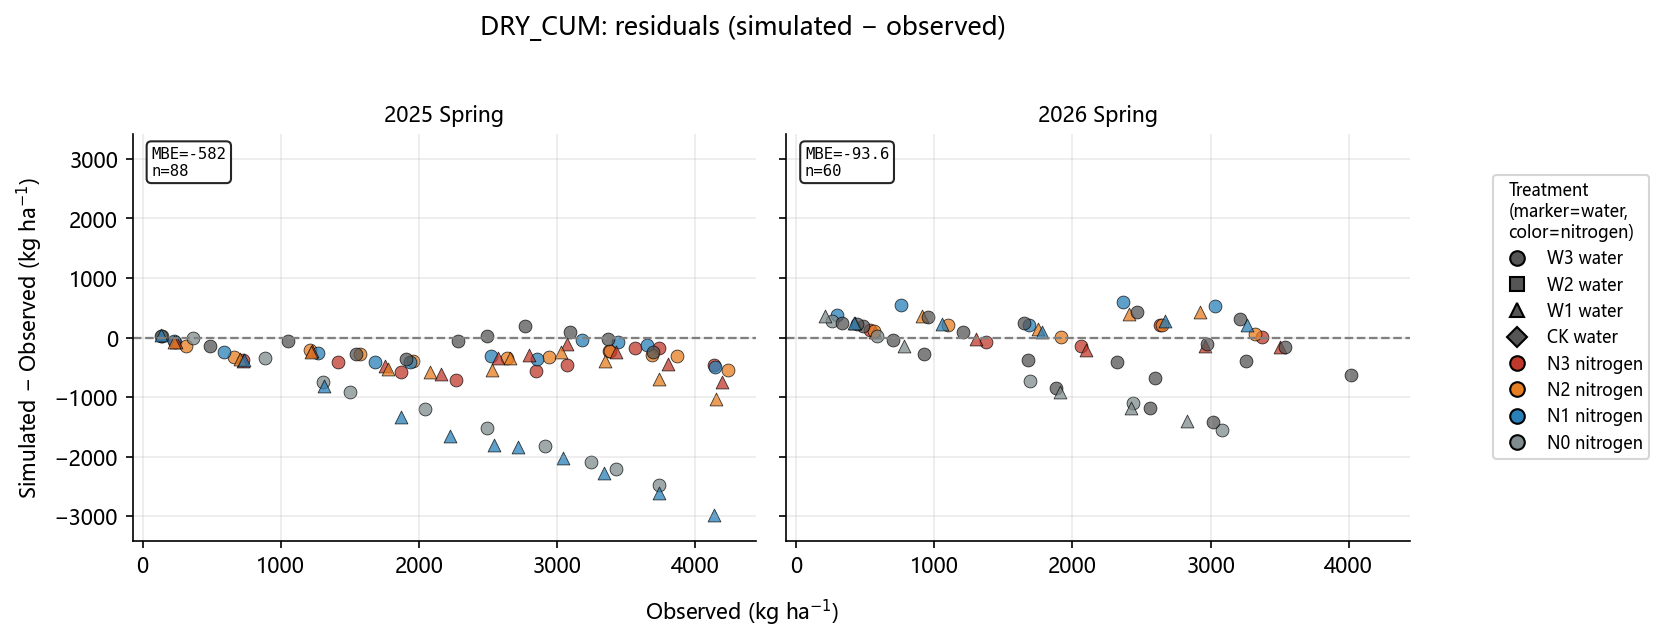 DRY_CUM: residuals (simulated − observed)
2025 Spring
2026 Spring
MBE=-582
n=88
MBE=-93.6
n=60
Simulated − Observed (kg ha⁻¹)
3000
2000
1000
0
−1000
−2000
−3000
0 1000 2000 3000 4000
0 1000 2000 3000 4000
Observed (kg ha⁻¹)
Treatment
(marker=water,
color=nitrogen)
W3 water
W2 water
W1 water
CK water
N3 nitrogen
N2 nitrogen
N1 nitrogen
N0 nitrogen